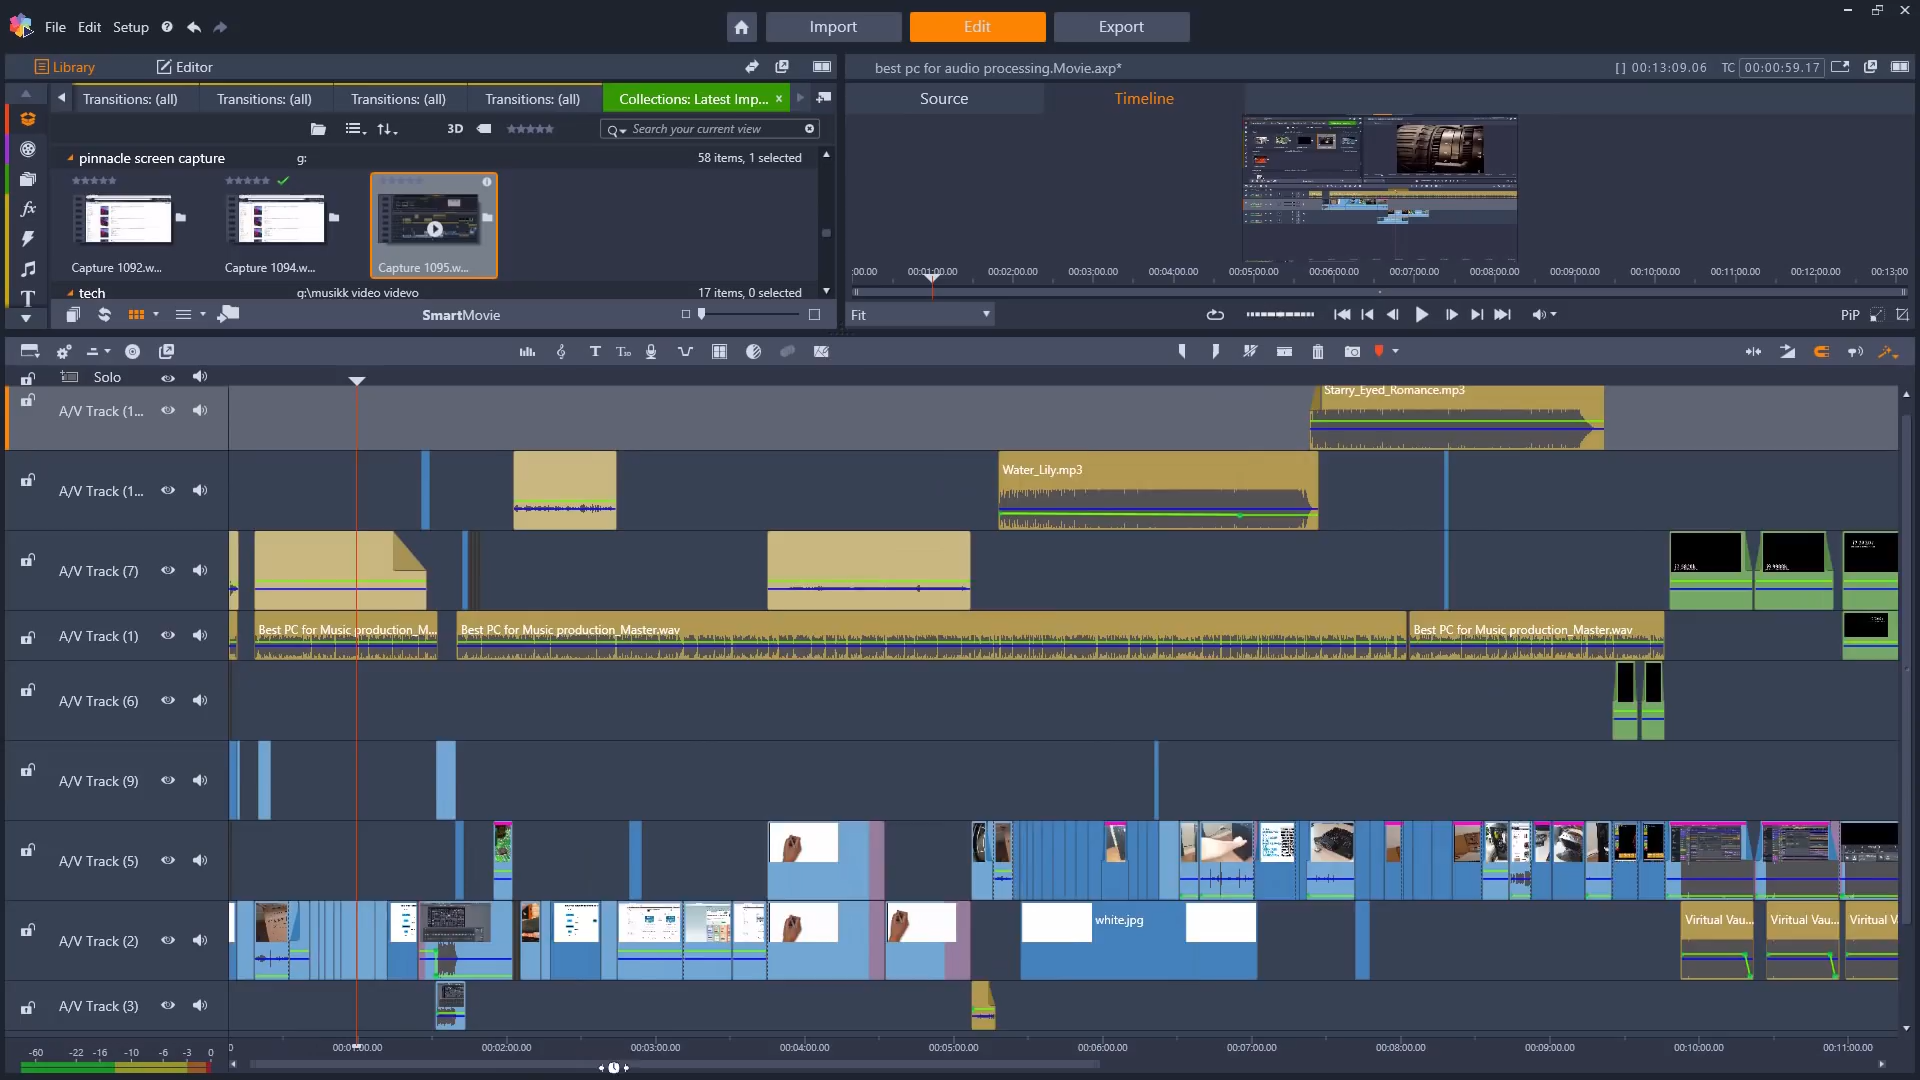 File Edit Setup
Import Edit Export
Library Editor
best pc for audio processing.Movie.axp*
[ ] 00:13:09.06 TC 00:00:59.17
Transitions: (all) Transitions: (all) Transitions: (all) Transitions: (all) Collections: Latest Imp... ×
Source Timeline
3D Search your current view
pinnacle screen capture g: 58 items, 1 selected
Capture 1092.w... Capture 1094.w... Capture 1095.w...
:00.00 00:01:00.00 00:02:00.00 00:03:00.00 00:04:00.00 00:05:00.00 00:06:00.00 00:07:00.00 00:08:00.00 00:09:00.00 00:10:00.00 00:11:00.00 00:12:00.00 00:13:00
tech g:\musikk video videvo 17 items, 0 selected
SmartMovie
Fit
PiP
Solo
A/V Track (1...
Starry_Eyed_Romance.mp3
A/V Track (1...
Water_Lily.mp3
A/V Track (7)
A/V Track (1)
Best PC for Music production_M... Best PC for Music production_Master.wav Best PC for Music production_Master.wav
A/V Track (6)
A/V Track (9)
A/V Track (5)
A/V Track (2)
white.jpg
Viritual Vau... Viritual Vau... Viritual V
A/V Track (3)
-60 -22 -16 -10 -6 -3 0
0 00:01:00.00 00:02:00.00 00:03:00.00 00:04:00.00 00:05:00.00 00:06:00.00 00:07:00.00 00:08:00.00 00:09:00.00 00:10:00.00 00:11:00.00